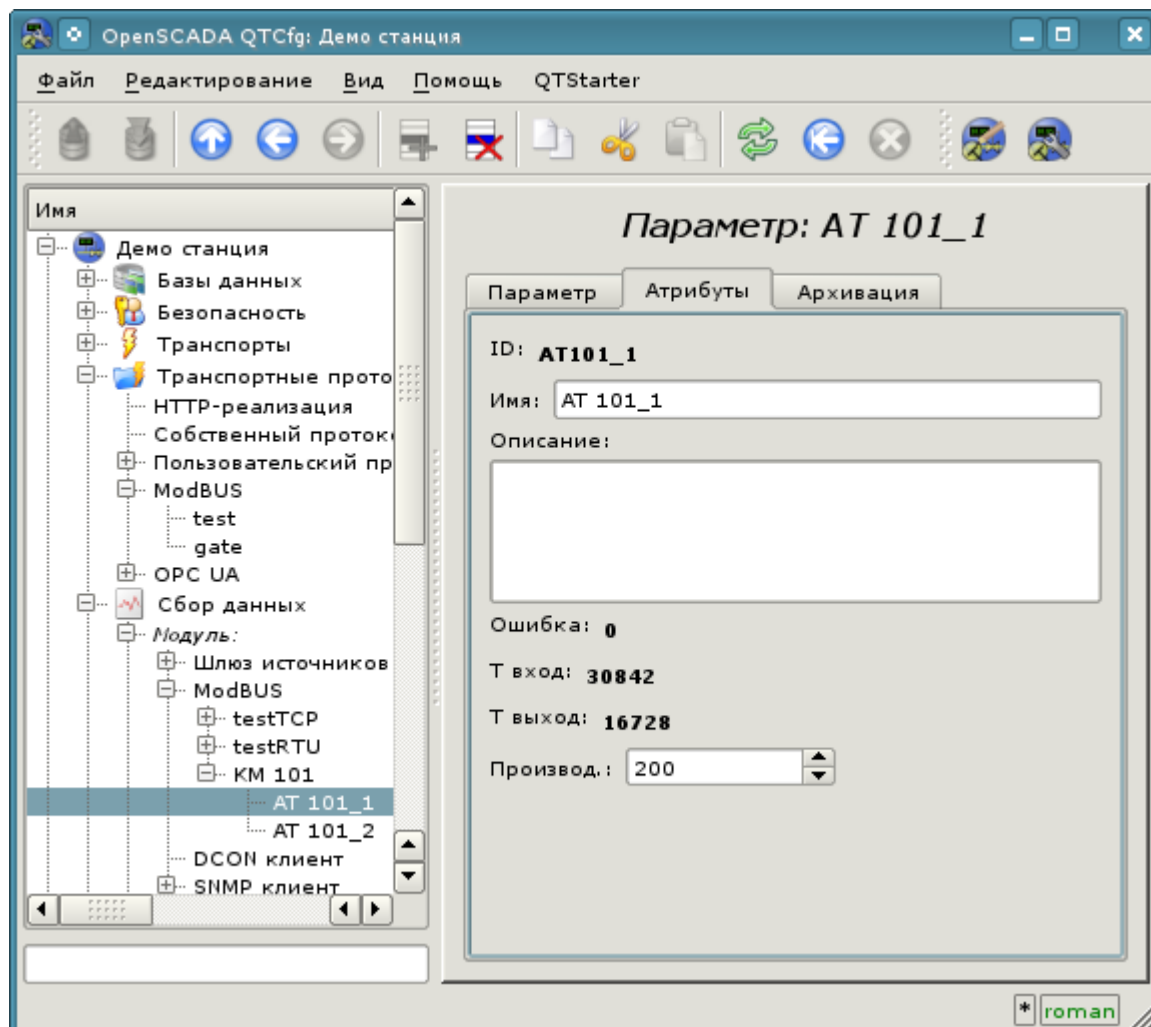 OpenSCADA QTCfg: Демо станция
Файл Редактирование Вид Помощь QTStarter
Имя
Демо станция
Базы данных
Безопасность
Транспорты
Транспортные прото
HTTP-реализация
Собственный проток
Пользовательский пр
ModBUS
test
gate
OPC UA
Сбор данных
Модуль:
Шлюз источников
ModBUS
testTCP
testRTU
КМ 101
AT 101_1
AT 101_2
DCON клиент
SNMP клиент
Параметр: AT 101_1
Параметр Атрибуты Архивация
ID: AT101_1
Имя: AT 101_1
Описание:
Ошибка: 0
T вход: 30842
T выход: 16728
Производ.: 200
* roman